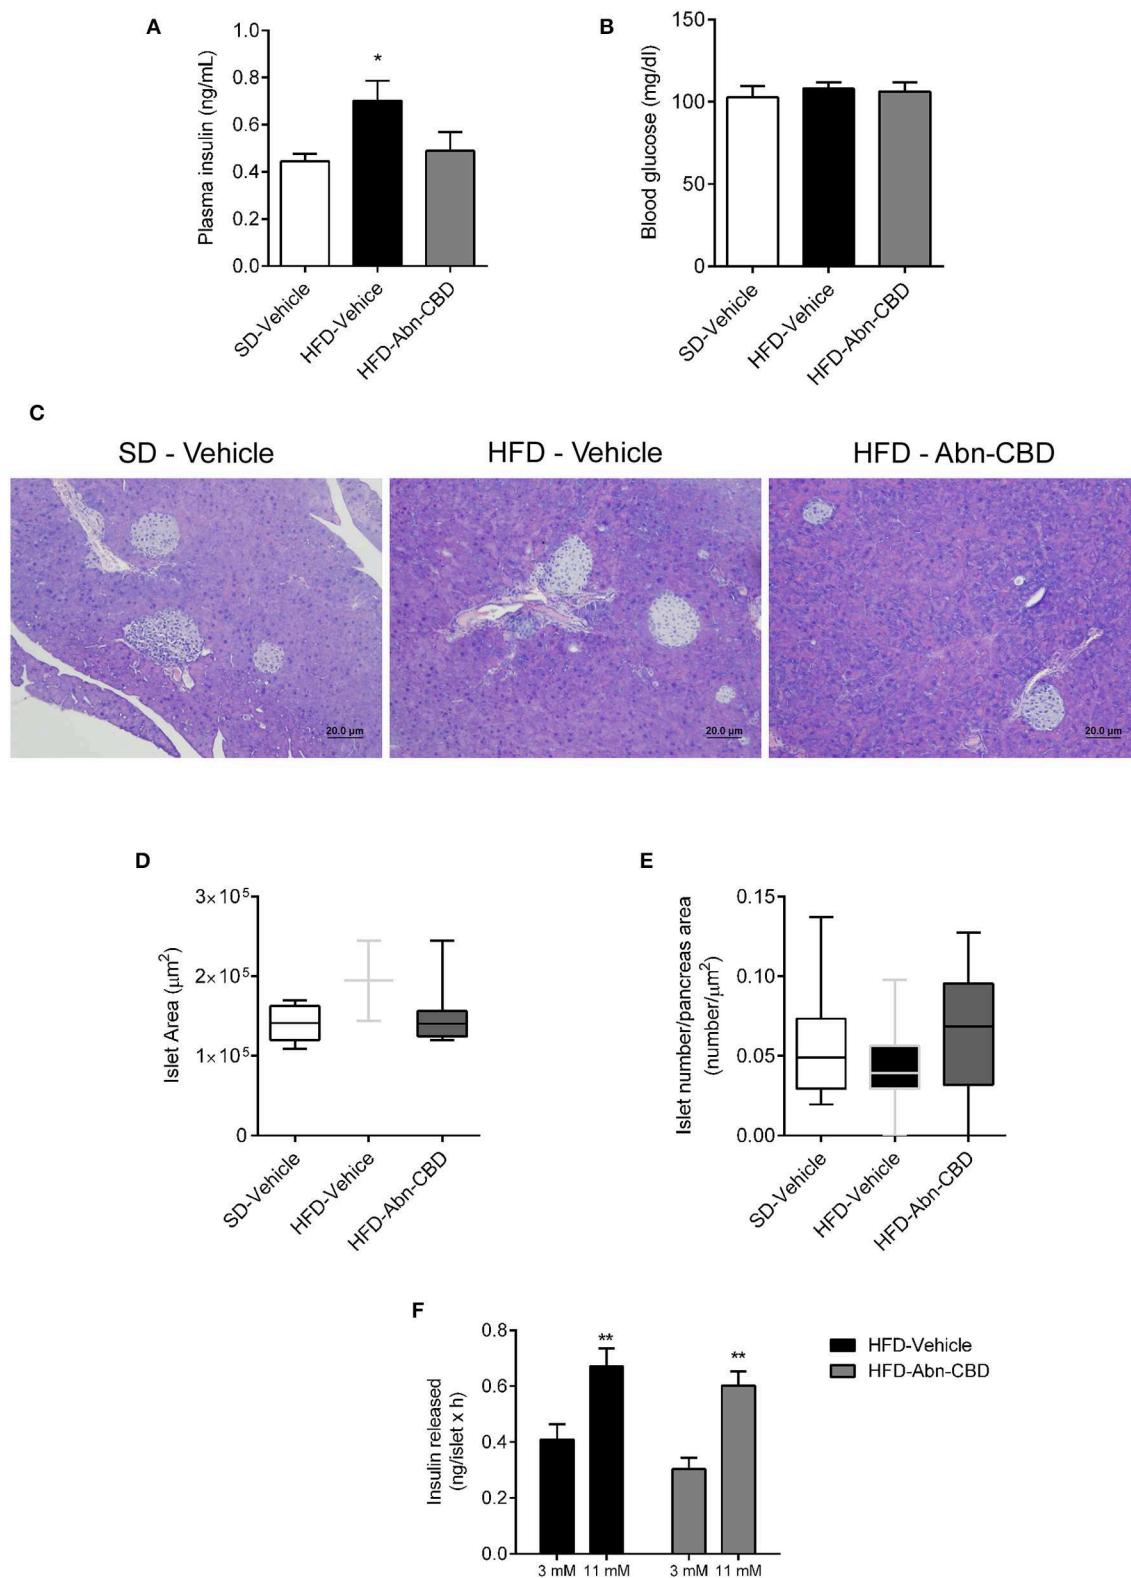 A
1.0
0.8
0.6
0.4
0.2
0.0
Plasma insulin (ng/mL)
*
SD-Vehicle
HFD-Vehice
HFD-Abn-CBD
B
150
100
50
0
Blood glucose (mg/dl)
SD-Vehicle
HFD-Vehice
HFD-Abn-CBD
C
SD - Vehicle
HFD - Vehicle
HFD - Abn-CBD
20.0 µm
20.0 µm
20.0 µm
D
3×10⁵
2×10⁵
1×10⁵
0
Islet Area (µm²)
SD-Vehicle
HFD-Vehice
HFD-Abn-CBD
E
0.15
0.10
0.05
0.00
Islet number/pancreas area
(number/µm²)
SD-Vehicle
HFD-Vehicle
HFD-Abn-CBD
F
0.8
0.6
0.4
0.2
0.0
Insulin released
(ng/islet x h)
**
**
3 mM 11 mM 3 mM 11 mM
HFD-Vehicle
HFD-Abn-CBD